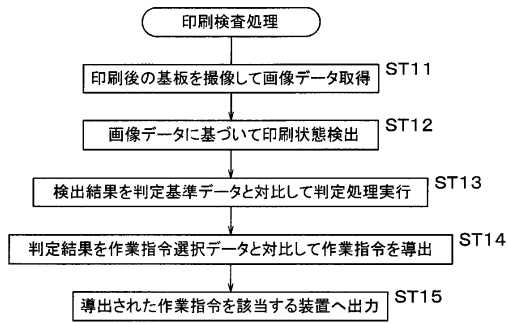 印刷検査処理
印刷後の基板を撮像して画像データ取得
ST11
画像データに基づいて印刷状態検出
ST12
検出結果を判定基準データと対比して判定処理実行
ST13
判定結果を作業指令選択データと対比して作業指令を導出
ST14
導出された作業指令を該当する装置へ出力
ST15